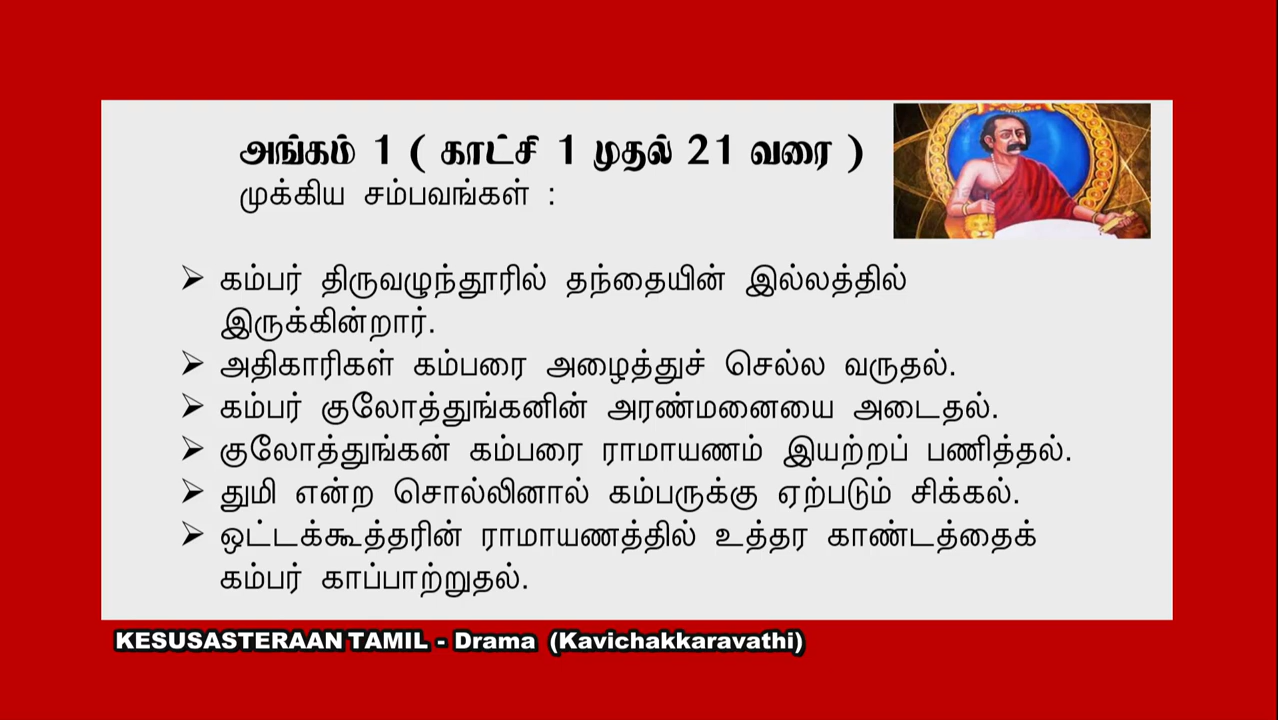 அங்கம் 1 ( காட்சி 1 முதல் 21 வரை )
முக்கிய சம்பவங்கள் :
➢ கம்பர் திருவழுந்தூரில் தந்தையின் இல்லத்தில்
இருக்கின்றார்.
➢ அதிகாரிகள் கம்பரை அழைத்துச் செல்ல வருதல்.
➢ கம்பர் குலோத்துங்கனின் அரண்மனையை அடைதல்.
➢ குலோத்துங்கன் கம்பரை ராமாயணம் இயற்றப் பணித்தல்.
➢ துமி என்ற சொல்லினால் கம்பருக்கு ஏற்படும் சிக்கல்.
➢ ஒட்டக்கூத்தரின் ராமாயணத்தில் உத்தர காண்டத்தைக்
கம்பர் காப்பாற்றுதல்.
KESUSASTERAAN TAMIL - Drama (Kavichakkaravathi)